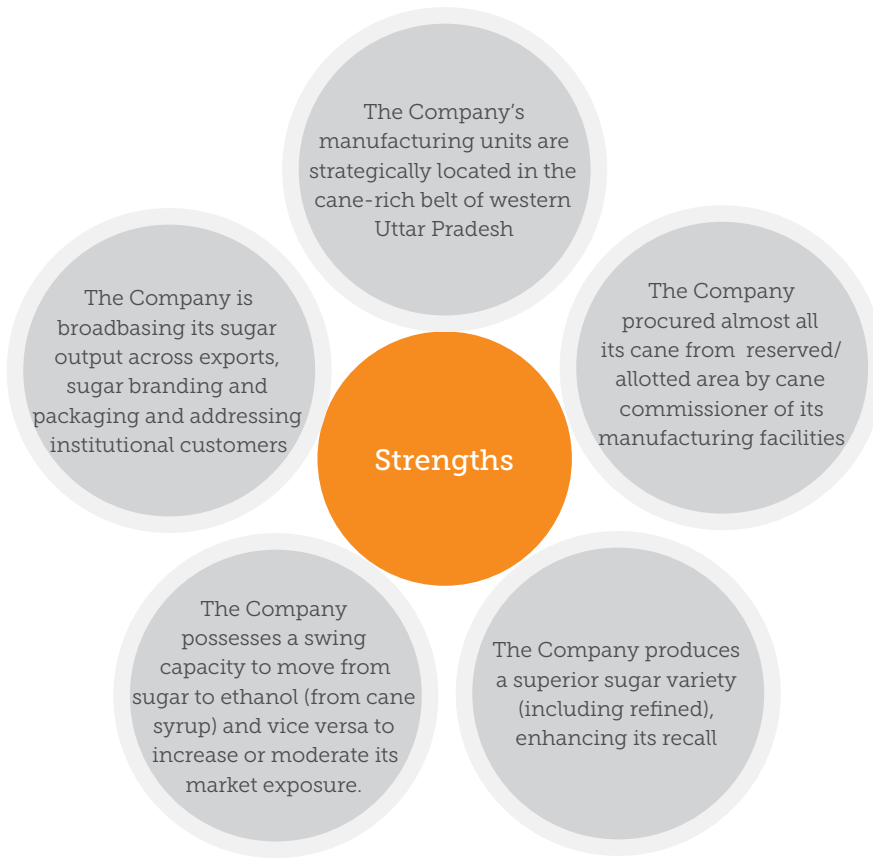 The Company's
manufacturing units are
strategically located in the
cane-rich belt of western
Uttar Pradesh
The Company
procured almost all
its cane from reserved/
allotted area by cane
commissioner of its
manufacturing facilities
The Company produces
a superior sugar variety
(including refined),
enhancing its recall
The Company
possesses a swing
capacity to move from
sugar to ethanol (from cane
syrup) and vice versa to
increase or moderate its
market exposure.
The Company is
broadbasing its sugar
output across exports,
sugar branding and
packaging and addressing
institutional customers
Strengths